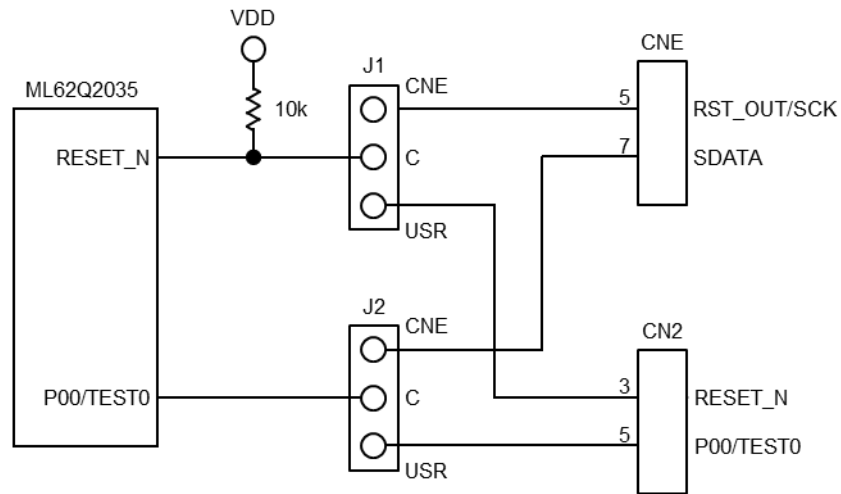 VDD
CNE
J1
ML62Q2035
CNE
10k
5
RST_OUT/SCK
RESET_N
C
7
SDATA
USR
J2
CNE
CN2
P00/TEST0
C
3
RESET_N
5
P00/TEST0
USR